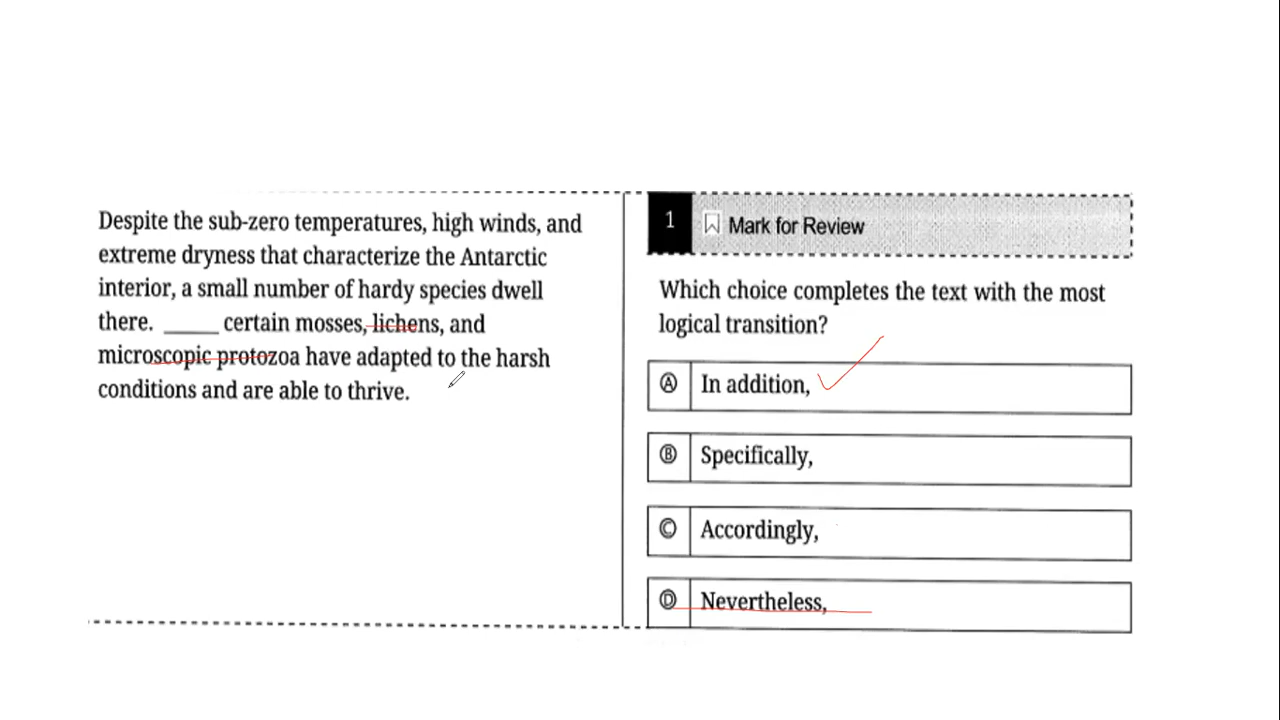 Despite the sub-zero temperatures, high winds, and
extreme dryness that characterize the Antarctic
interior, a small number of hardy species dwell
there. _____ certain mosses, lichens, and
microscopic protozoa have adapted to the harsh
conditions and are able to thrive.
1 Mark for Review
Which choice completes the text with the most
logical transition?
Ⓐ In addition,
Ⓑ Specifically,
Ⓒ Accordingly,
Ⓓ Nevertheless,